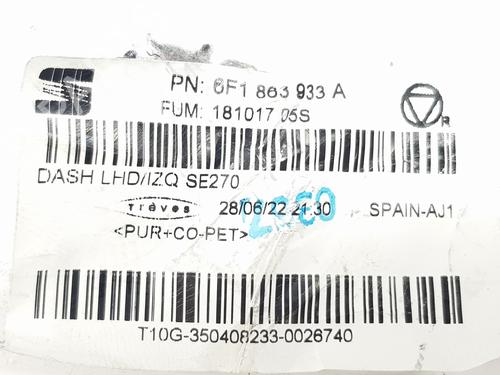 PN: 6F1 863 933 A
FUM: 181017 05S
R
DASH LHD/IZQ SE270
Trèves 28/06/22 21:30 SPAIN-AJ1
<PUR+CO-PET>
T10G-350408233-0026740